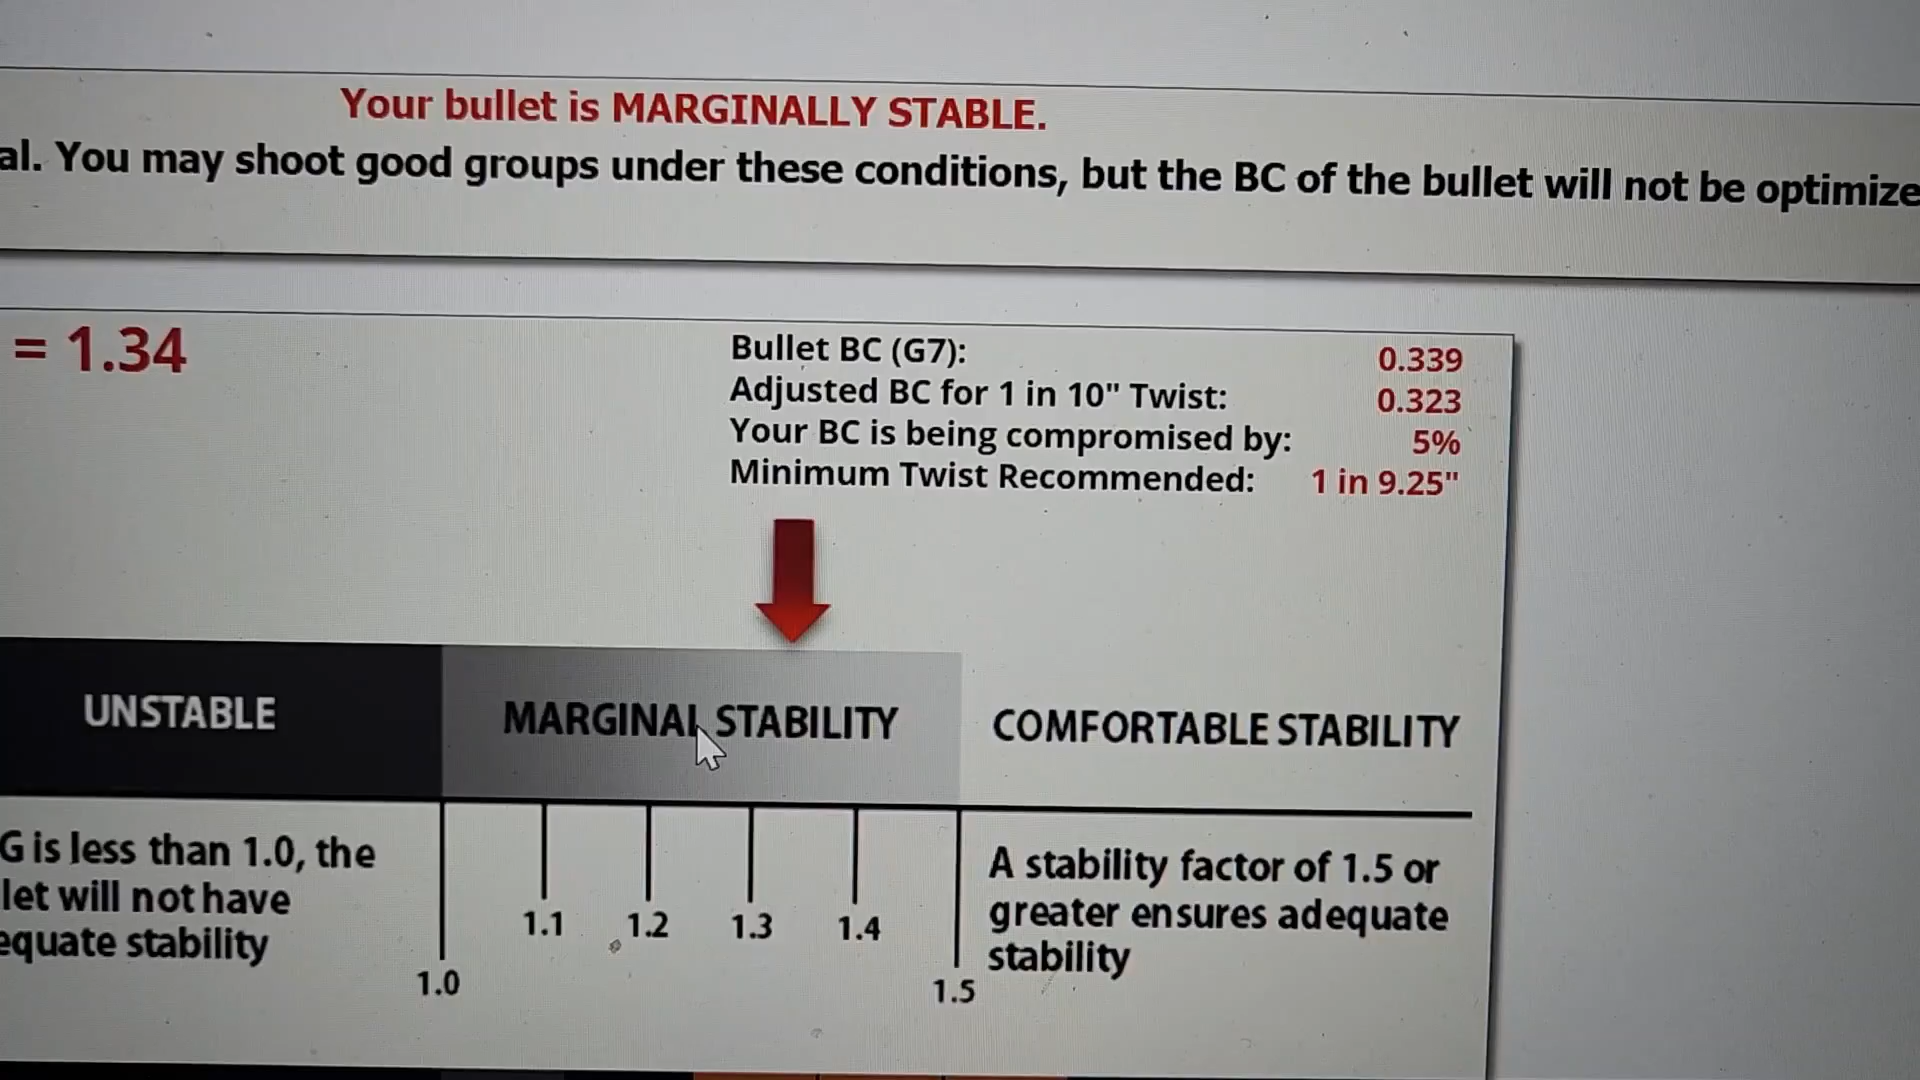 Your bullet is MARGINALLY STABLE.
al. You may shoot good groups under these conditions, but the BC of the bullet will not be optimize
= 1.34
Bullet BC (G7): 0.339
Adjusted BC for 1 in 10" Twist: 0.323
Your BC is being compromised by: 5%
Minimum Twist Recommended: 1 in 9.25"
UNSTABLE
MARGINAL STABILITY
COMFORTABLE STABILITY
G is less than 1.0, the
let will not have
equate stability
1.0
1.1
1.2
1.3
1.4
1.5
A stability factor of 1.5 or
greater ensures adequate
stability